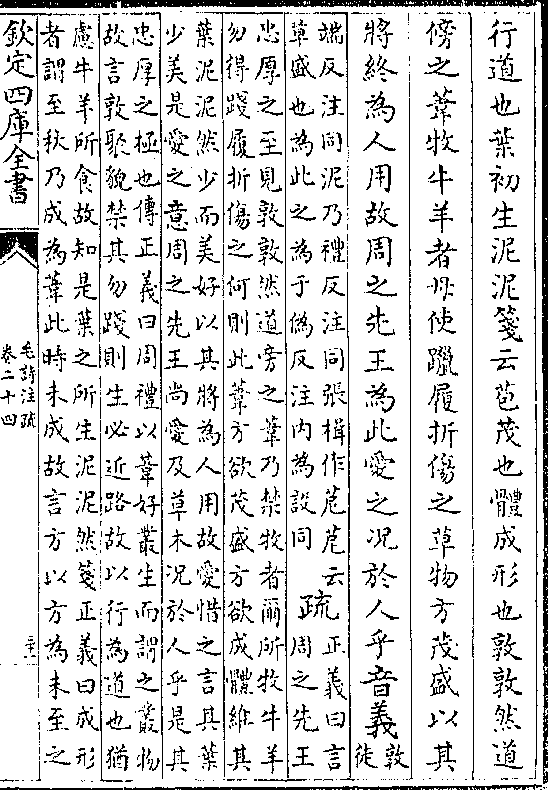 行道也葉初生泥泥箋云苞茂也體成形也敦敦然道
傍之葦牧牛羊者毋使躐履折傷之草物方茂盛以其
將終為人用故周之先王為此愛之况於人乎音義敦徒
端反注同泥乃禮反注同張楫作苨苨云
草盛也為此之為于偽反注内為設同
疏正義曰言周之先王
忠厚之至見敦敦然道旁之葦乃禁牧者爾所牧牛羊
勿得踐履折傷之何則此葦方欲茂盛方欲成體維其
葉泥泥然少而美好以其將為人用故愛惜之言其葉
少美是愛之意周之先王尚愛及草木况於人乎是其
忠厚之極也傳正義曰周禮以葦好叢生而謂之叢物
故言敦聚貌禁其勿踐則生必近路故以行為道也猶
慮牛羊所食故知是葉之所生泥泥然箋正義曰成形
者謂至秋乃成為葦此時未成故言方以方為未至之
欽定四庫全書
毛詩注疏
卷二十四